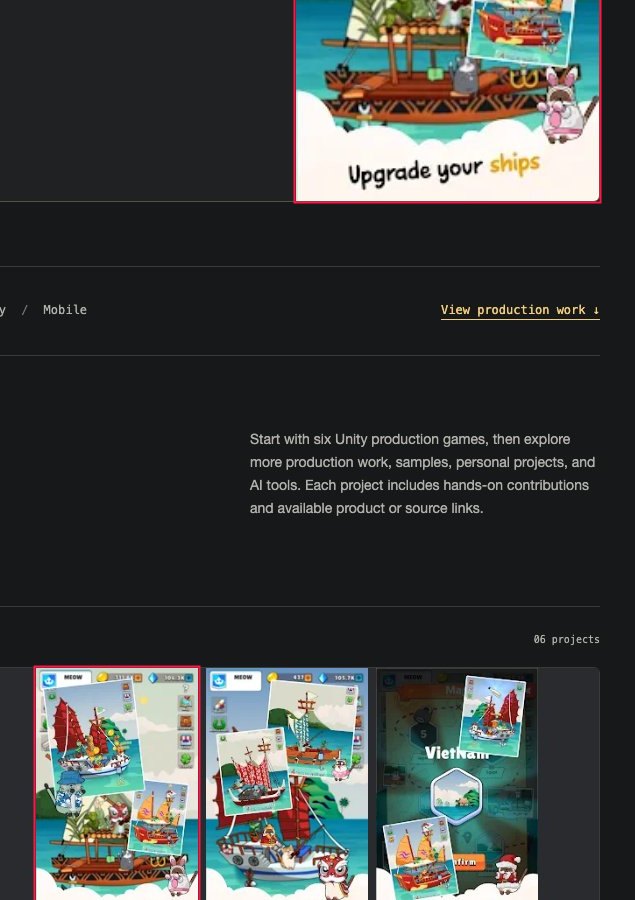 Upgrade your ships
y / Mobile
View production work ↓
Start with six Unity production games, then explore
more production work, samples, personal projects, and
AI tools. Each project includes hands-on contributions
and available product or source links.
06 projects
MEOW
MEOW
Vietnam